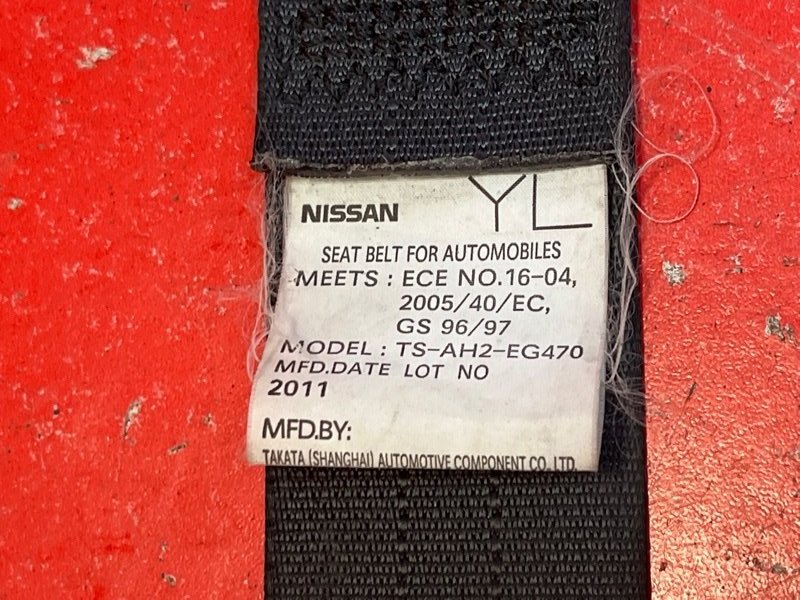 NISSAN YL
SEAT BELT FOR AUTOMOBILES
MEETS : ECE NO.16-04,
2005/40/EC,
GS 96/97
MODEL : TS-AH2-EG470
MFD.DATE LOT NO
2011
MFD.BY:
TAKATA (SHANGHAI) AUTOMOTIVE COMPONENT CO. LTD.